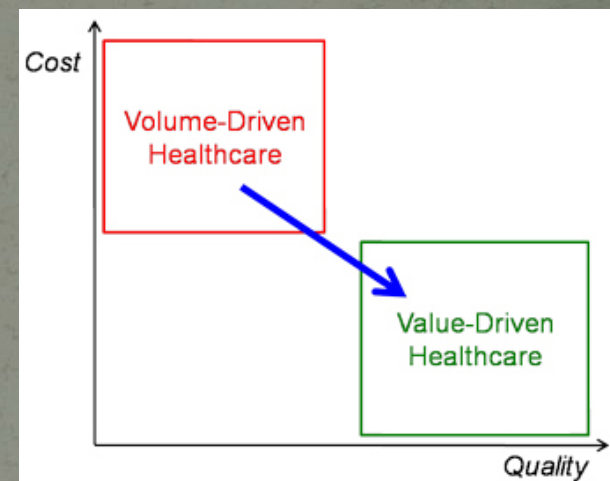 Cost
Volume-Driven
Healthcare
Value-Driven
Healthcare
Quality